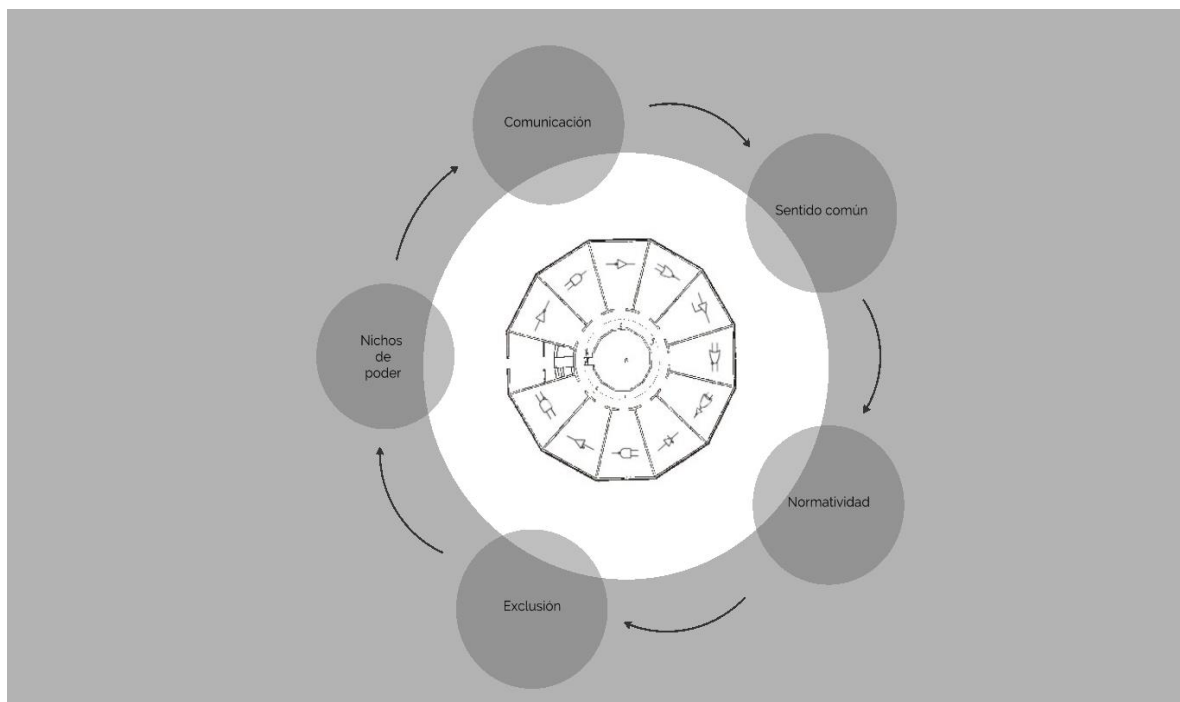 Comunicación
Sentido común
Normatividad
Exclusión
Nichos
de
poder